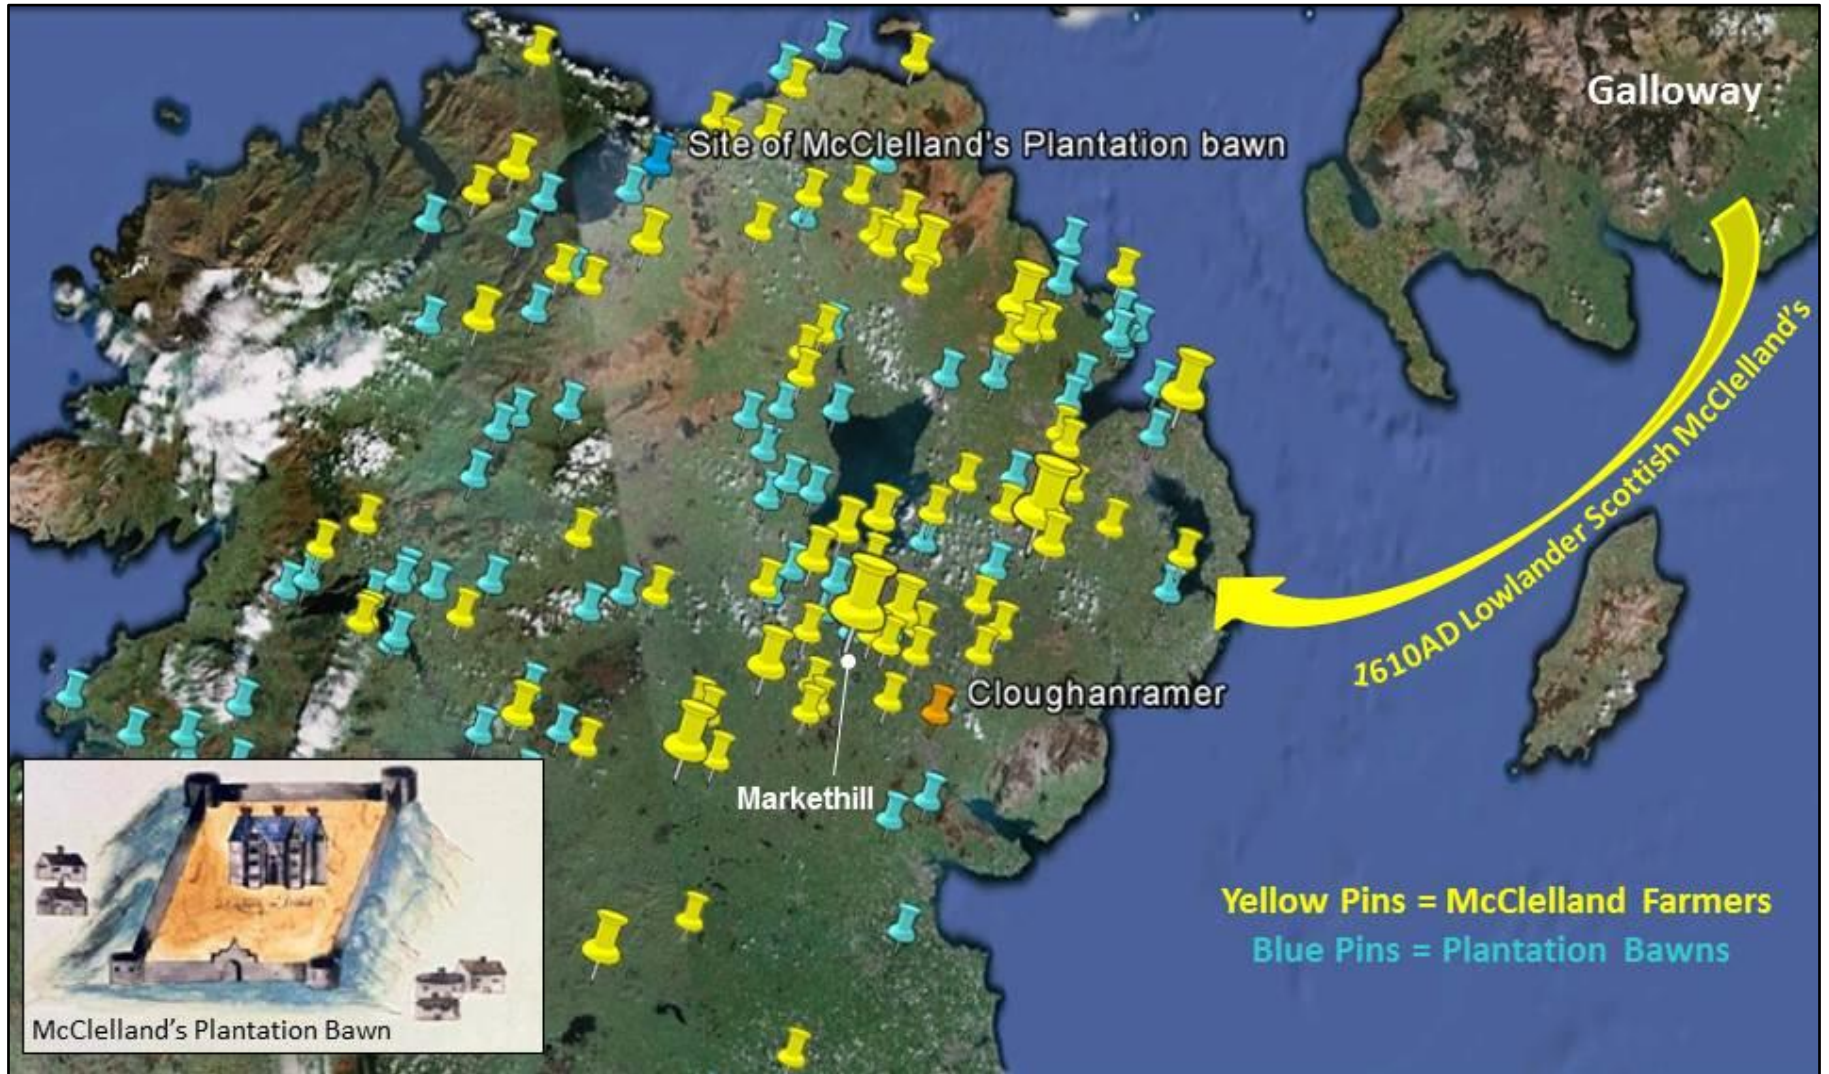 Galloway
Site of McClelland's Plantation bawn
1610AD Lowlander Scottish McClelland's
Cloughanramer
Markethill
Yellow Pins = McClelland Farmers
Blue Pins = Plantation Bawns
McClelland's Plantation Bawn